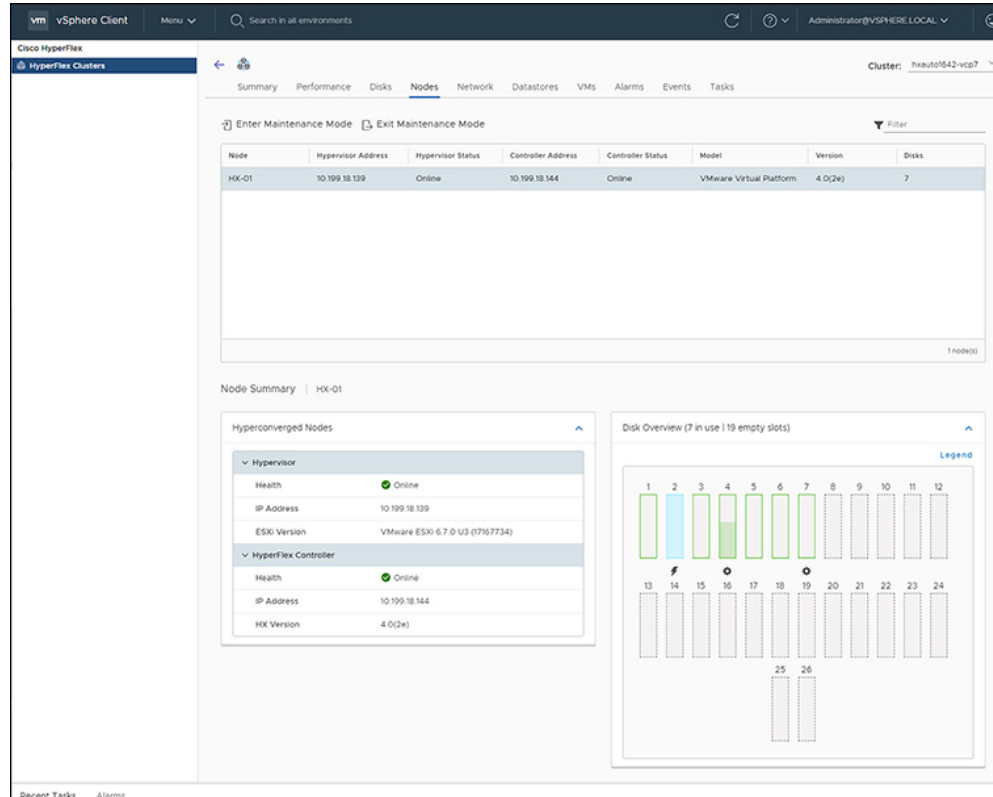 vm vSphere Client Menu Search in all environments Administrator@VSPHERE.LOCAL
Cisco HyperFlex
HyperFlex Clusters
Cluster: hxauto1642-vcp7
Summary Performance Disks Nodes Network Datastores VMs Alarms Events Tasks
Enter Maintenance Mode Exit Maintenance Mode Filter
Node Hypervisor Address Hypervisor Status Controller Address Controller Status Model Version Disks
HX-01 10.199.18.139 Online 10.199.18.144 Online VMware Virtual Platform 4.0(2e) 7
1 node(s)
Node Summary | HX-01
Hyperconverged Nodes
Hypervisor
Health Online
IP Address 10.199.18.139
ESXi Version VMware ESXi 6.7.0 U3 (17167734)
HyperFlex Controller
Health Online
IP Address 10.199.18.144
HX Version 4.0(2e)
Disk Overview (7 in use | 19 empty slots)
Legend
1 2 3 4 5 6 7 8 9 10 11 12
13 14 15 16 17 18 19 20 21 22 23 24
25 26
Recent Tasks Alarms